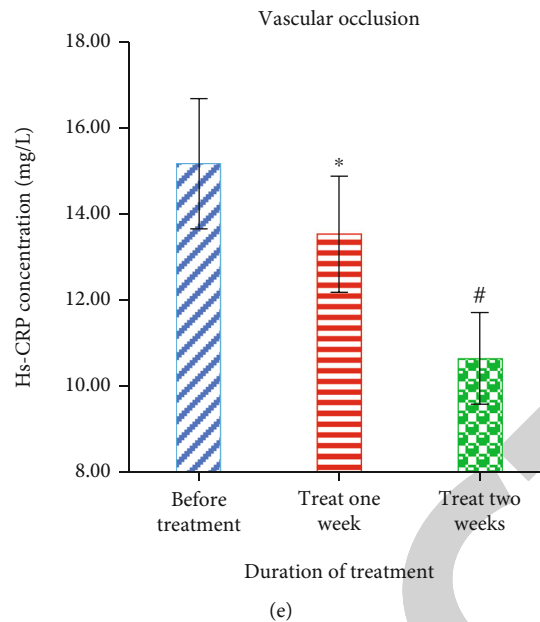 Vascular occlusion
18.00
16.00
14.00
12.00
10.00
8.00
Hs-CRP concentration (mg/L)
*
#
Before
treatment
Treat one
week
Treat two
weeks
Duration of treatment
(e)